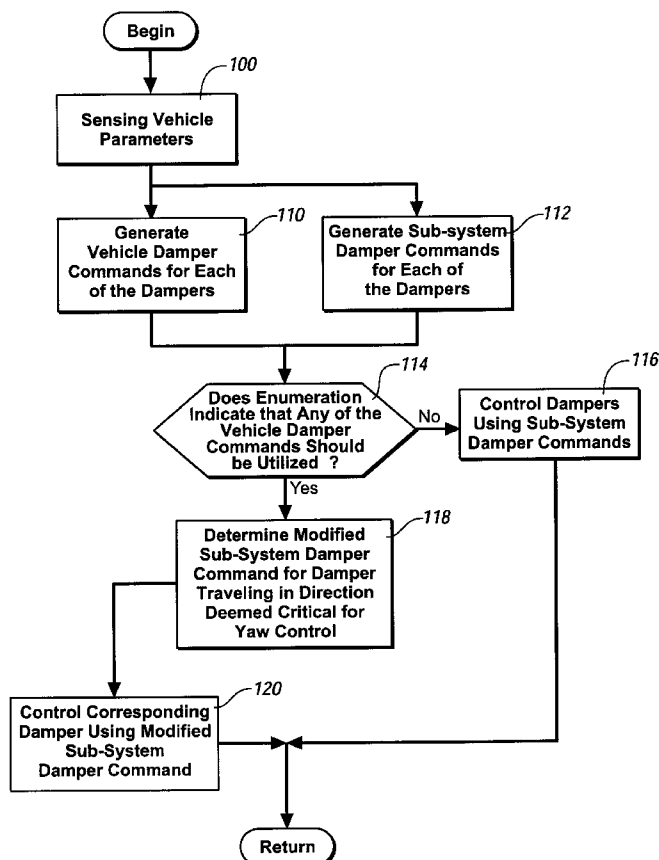 Begin
100
Sensing Vehicle
Parameters
110
Generate
Vehicle Damper
Commands for Each
of the Dampers
112
Generate Sub-system
Damper Commands
for Each of
the Dampers
114
Does Enumeration
Indicate that Any of the
Vehicle Damper
Commands Should
be Utilized ?
No
116
Control Dampers
Using Sub-System
Damper Commands
Yes
118
Determine Modified
Sub-System Damper
Command for Damper
Traveling in Direction
Deemed Critical for
Yaw Control
120
Control Corresponding
Damper Using Modified
Sub-System
Damper Command
Return